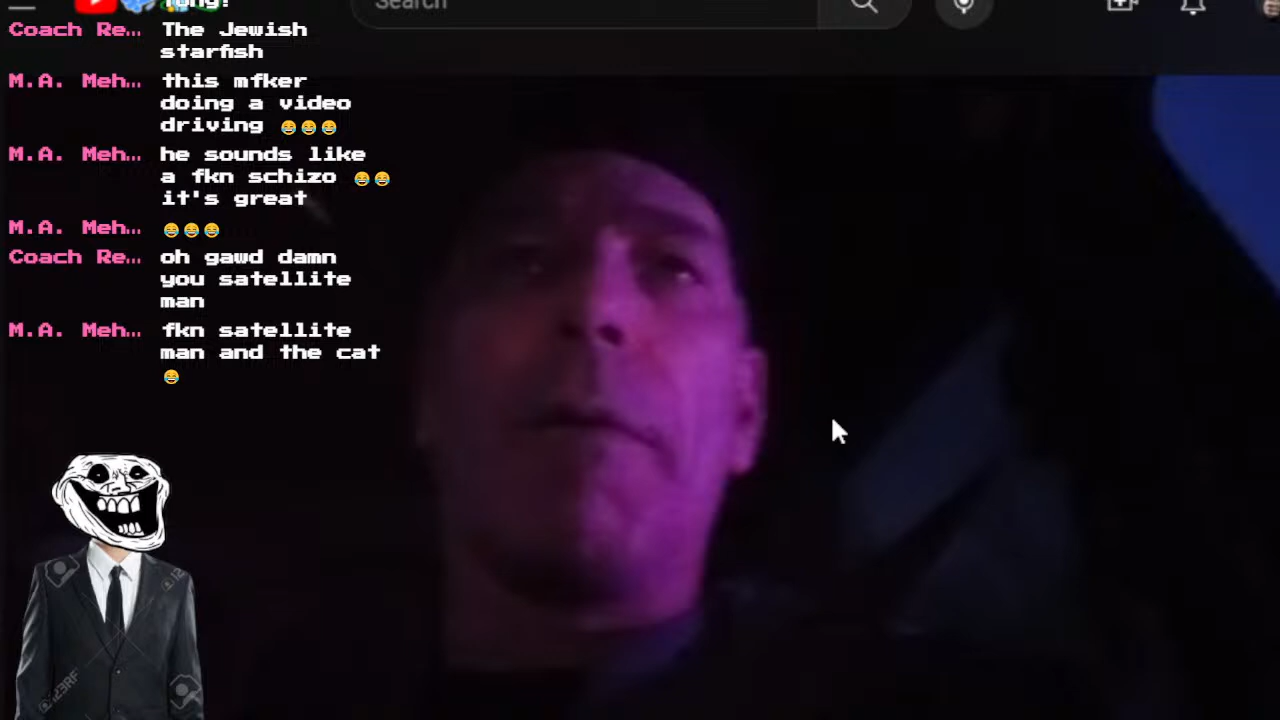 Search
Coach Re... The Jewish
starfish
M.A. Meh... this mfker
doing a video
driving 😂😂😂
M.A. Meh... he sounds like
a fkn schizo 😂😂
it's great
M.A. Meh... 😂😂😂
Coach Re... oh gawd damn
you satellite
man
M.A. Meh... fkn satellite
man and the cat
😂
123RF